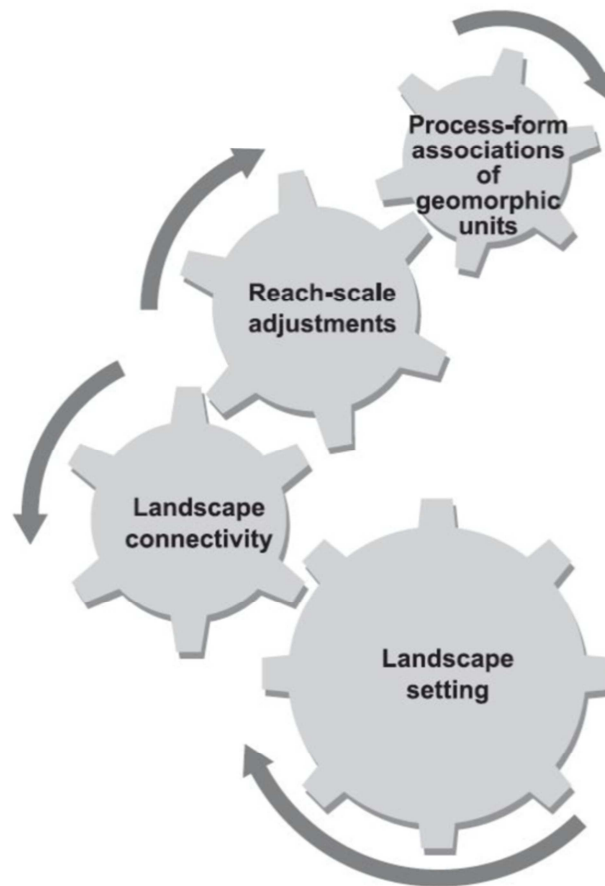 Process-form
associations
of
geomorphic
units
Reach-scale
adjustments
Landscape
connectivity
Landscape
setting